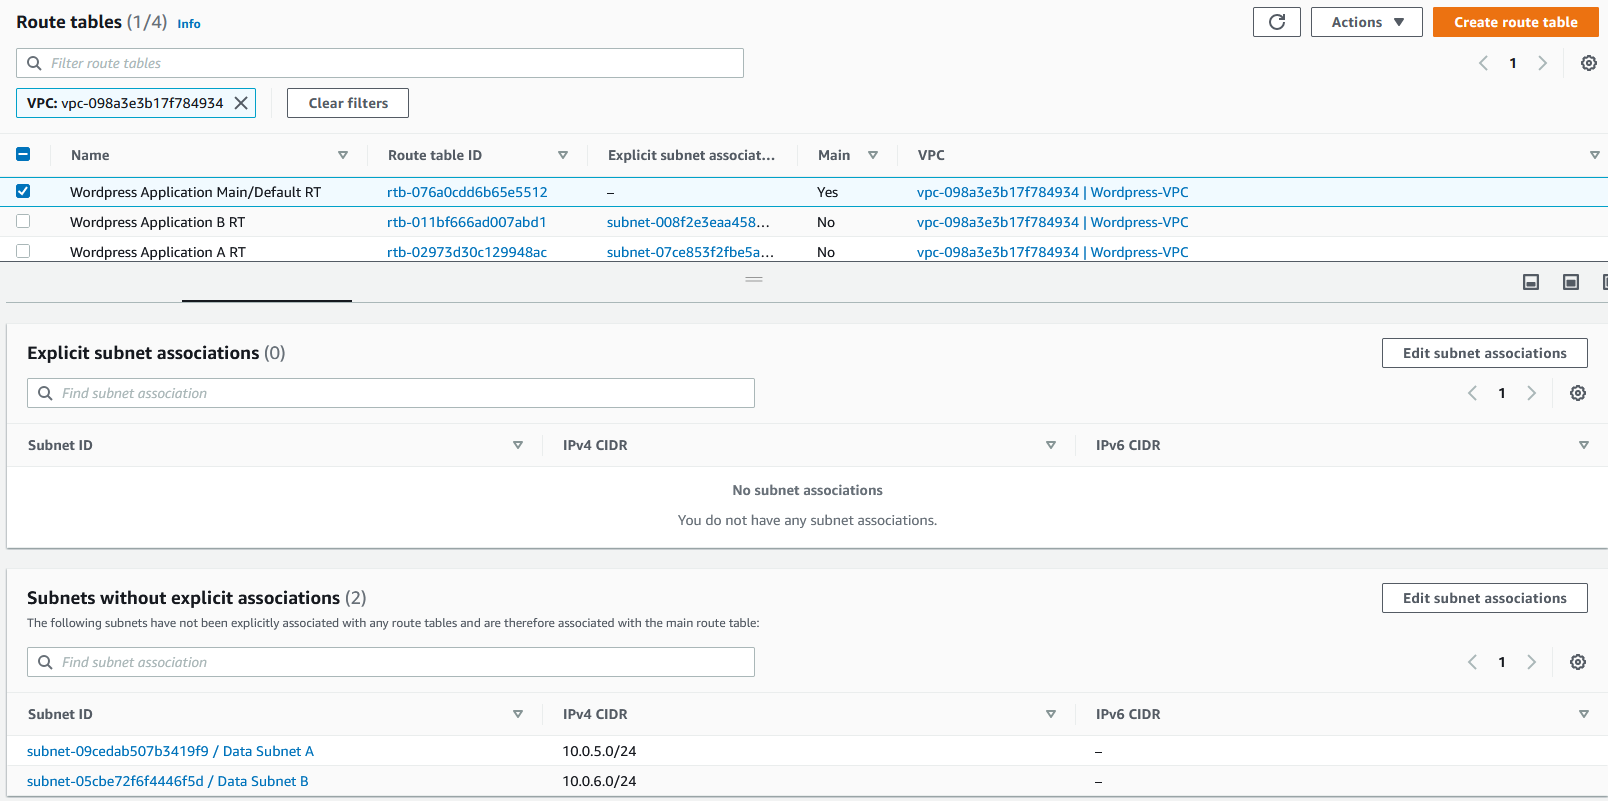 Route tables (1/4) Info
Actions
Create route table
Filter route tables
1
VPC: vpc-098a3e3b17f784934
Clear filters
Name Route table ID Explicit subnet associat... Main VPC
Wordpress Application Main/Default RT rtb-076a0cdd6b65e5512 – Yes vpc-098a3e3b17f784934 | Wordpress-VPC
Wordpress Application B RT rtb-011bf666ad007abd1 subnet-008f2e3eaa458... No vpc-098a3e3b17f784934 | Wordpress-VPC
Wordpress Application A RT rtb-02973d30c129948ac subnet-07ce853f2fbe5a... No vpc-098a3e3b17f784934 | Wordpress-VPC
Explicit subnet associations (0)
Edit subnet associations
Find subnet association
1
Subnet ID IPv4 CIDR IPv6 CIDR
No subnet associations
You do not have any subnet associations.
Subnets without explicit associations (2)
Edit subnet associations
The following subnets have not been explicitly associated with any route tables and are therefore associated with the main route table:
Find subnet association
1
Subnet ID IPv4 CIDR IPv6 CIDR
subnet-09cedab507b3419f9 / Data Subnet A 10.0.5.0/24 –
subnet-05cbe72f6f4446f5d / Data Subnet B 10.0.6.0/24 –